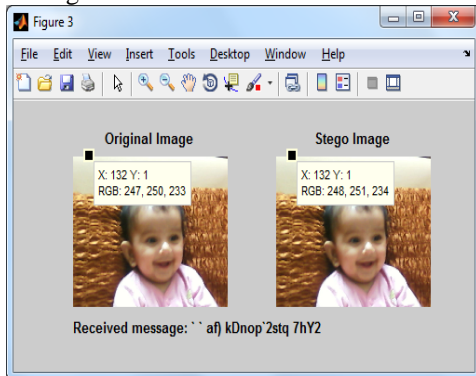 Figure 3
File Edit View Insert Tools Desktop Window Help
Original Image
Stego Image
X: 132 Y: 1
RGB: 247, 250, 233
X: 132 Y: 1
RGB: 248, 251, 234
Received message: ` ` af) kDnop`2stq 7hY2